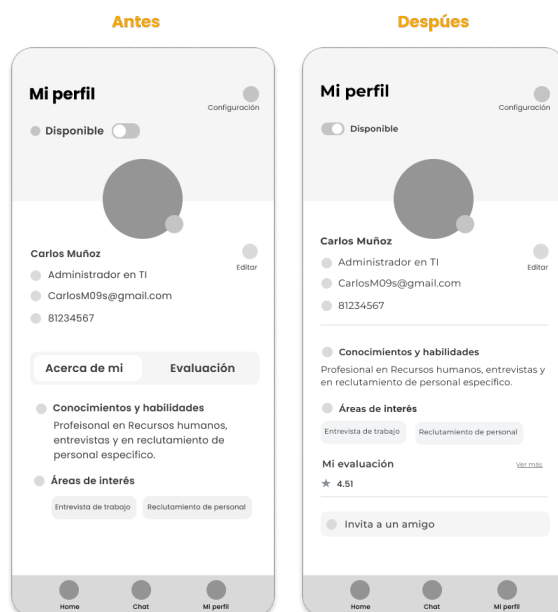 Antes
Mi perfil
Configuración
Disponible
Carlos Muñoz
Editar
Administrador en TI
CarlosM09s@gmail.com
81234567
Acerca de mi Evaluación
Conocimientos y habilidades
Profeisonal en Recursos humanos,
entrevistas y en reclutamiento de
personal específico.
Áreas de interés
Entrevista de trabajo Reclutamiento de personal
Home Chat Mi perfil
Despúes
Mi perfil
Configuración
Disponible
Carlos Muñoz
Editar
Administrador en TI
CarlosM09s@gmail.com
81234567
Conocimientos y habilidades
Profesional en Recursos humanos, entrevistas y
en reclutamiento de personal específico.
Áreas de interés
Entrevista de trabajo Reclutamiento de personal
Mi evaluación Ver más
4.51
Invita a un amigo
Home Chat Mi perfil